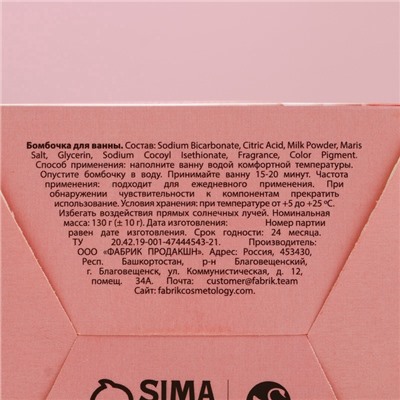 Бомбочка для ванны. Состав: Sodium Bicarbonate, Citric Acid, Milk Powder, Maris
Salt, Glycerin, Sodium Cocoyl Isethionate, Fragrance, Color Pigment.
Способ применения: наполните ванну водой комфортной температуры.
Опустите бомбочку в воду. Принимайте ванну 15-20 минут. Частота
применения: подходит для ежедневного применения. При
обнаружении чувствительности к компонентам прекратить
использование. Условия хранения: при температуре от +5 до +25 ºС.
Избегать воздействия прямых солнечных лучей. Номинальная
масса: 130 г (± 10 г). Дата изготовления: Номер партии
равен дате изготовления. Срок годности: 24 месяца.
ТУ 20.42.19-001-47444543-21. Производитель:
ООО «ФАБРИК ПРОДАКШН». Адрес: Россия, 453430,
Респ. Башкортостан, р-н Благовещенский,
г. Благовещенск, ул. Коммунистическая, д. 12,
помещ. 34А. Почта: customer@fabrik.team
Сайт: fabrikcosmetology.com
SIMA